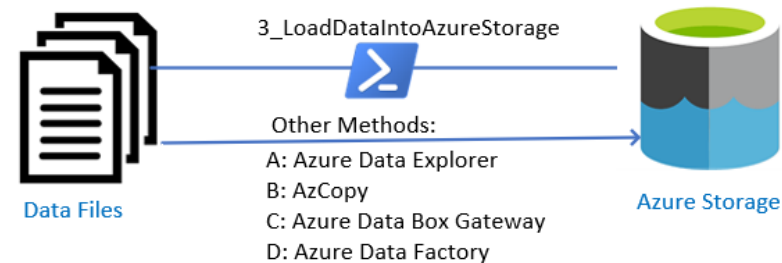 3_LoadDataIntoAzureStorage
Other Methods:
A: Azure Data Explorer
B: AzCopy
C: Azure Data Box Gateway
D: Azure Data Factory
Data Files
Azure Storage